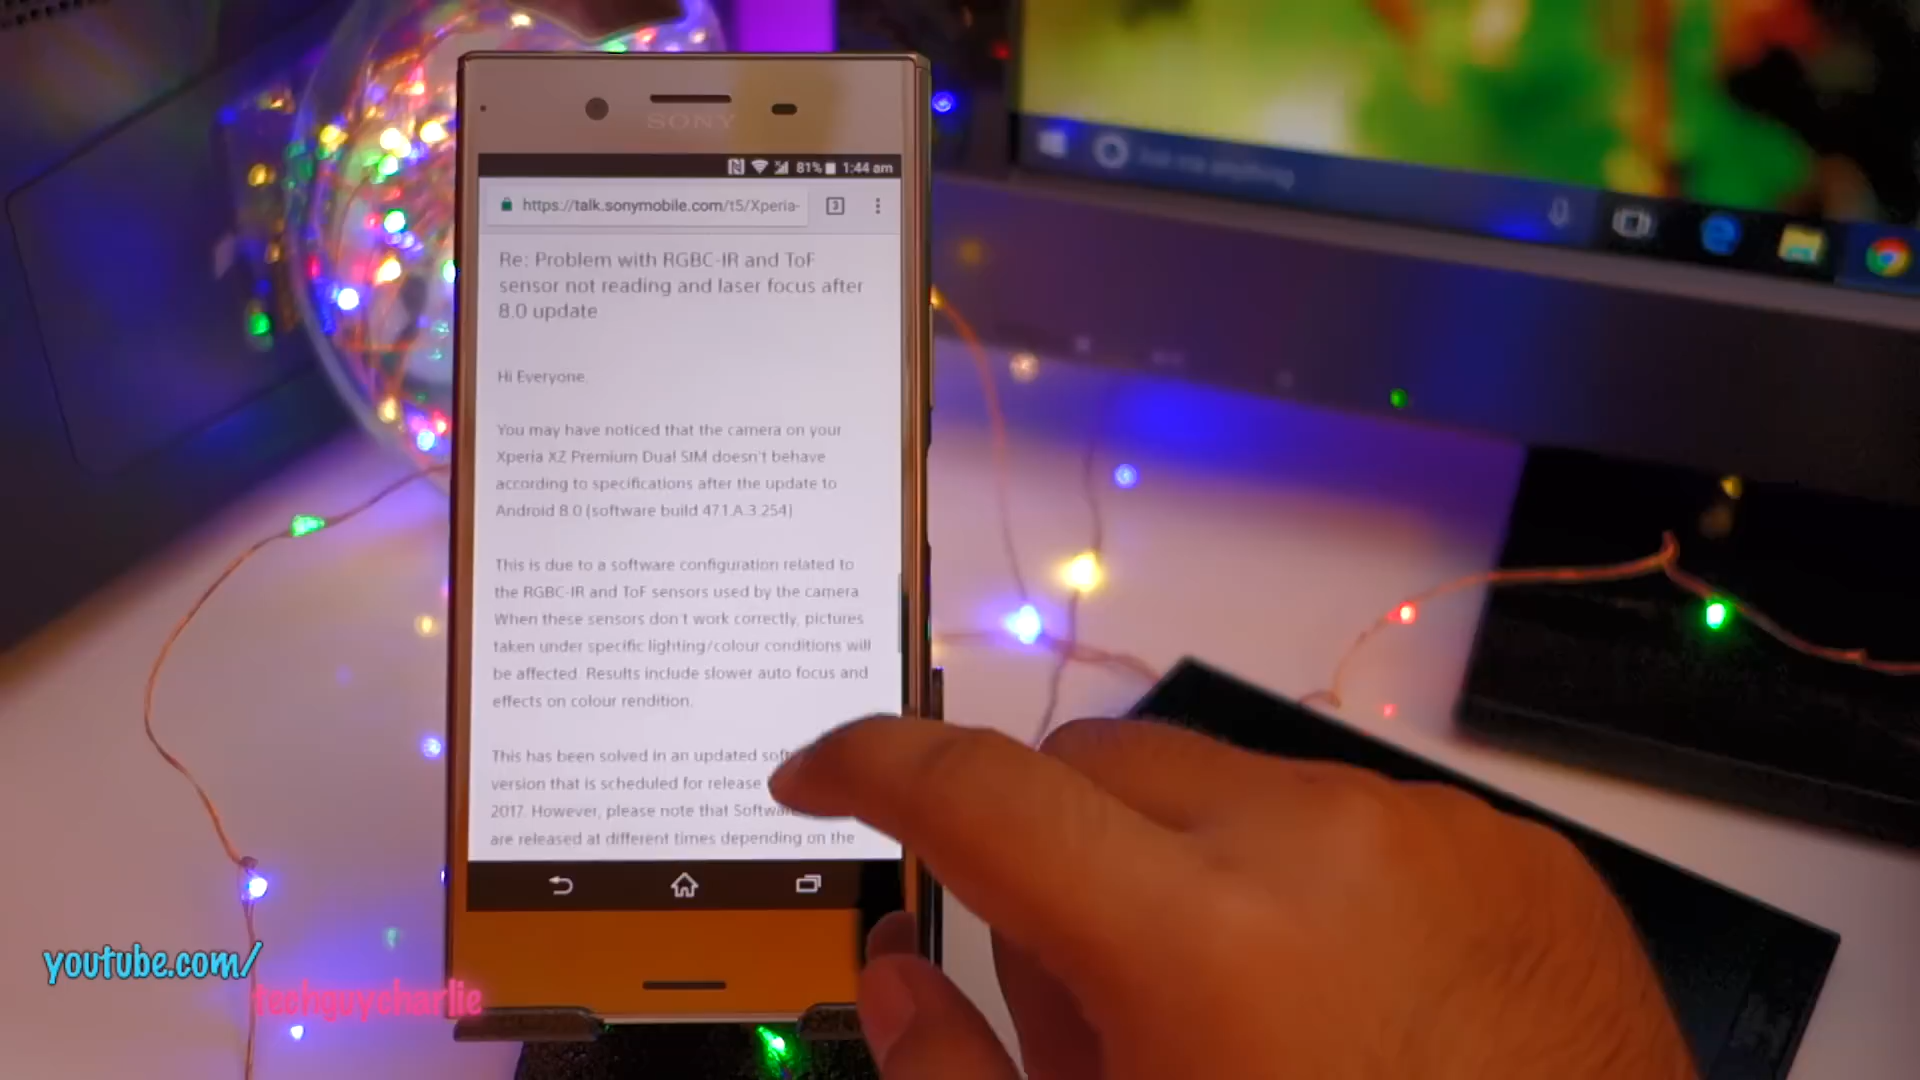 SONY
81% 1:44 am
https://talk.sonymobile.com/t5/Xperia-
3
Re: Problem with RGBC-IR and ToF
sensor not reading and laser focus after
8.0 update
Hi Everyone,
You may have noticed that the camera on your
Xperia XZ Premium Dual SIM doesn't behave
according to specifications after the update to
Android 8.0 (software build 47.1.A.3.254)
This is due to a software configuration related to
the RGBC-IR and ToF sensors used by the camera.
When these sensors don't work correctly, pictures
taken under specific lighting/colour conditions will
be affected. Results include slower auto focus and
effects on colour rendition.
This has been solved in an updated
version that is scheduled for release
2017. However, please note that
are released at different times depending on the
Ask me anything
youtube.com/
techguycharlie